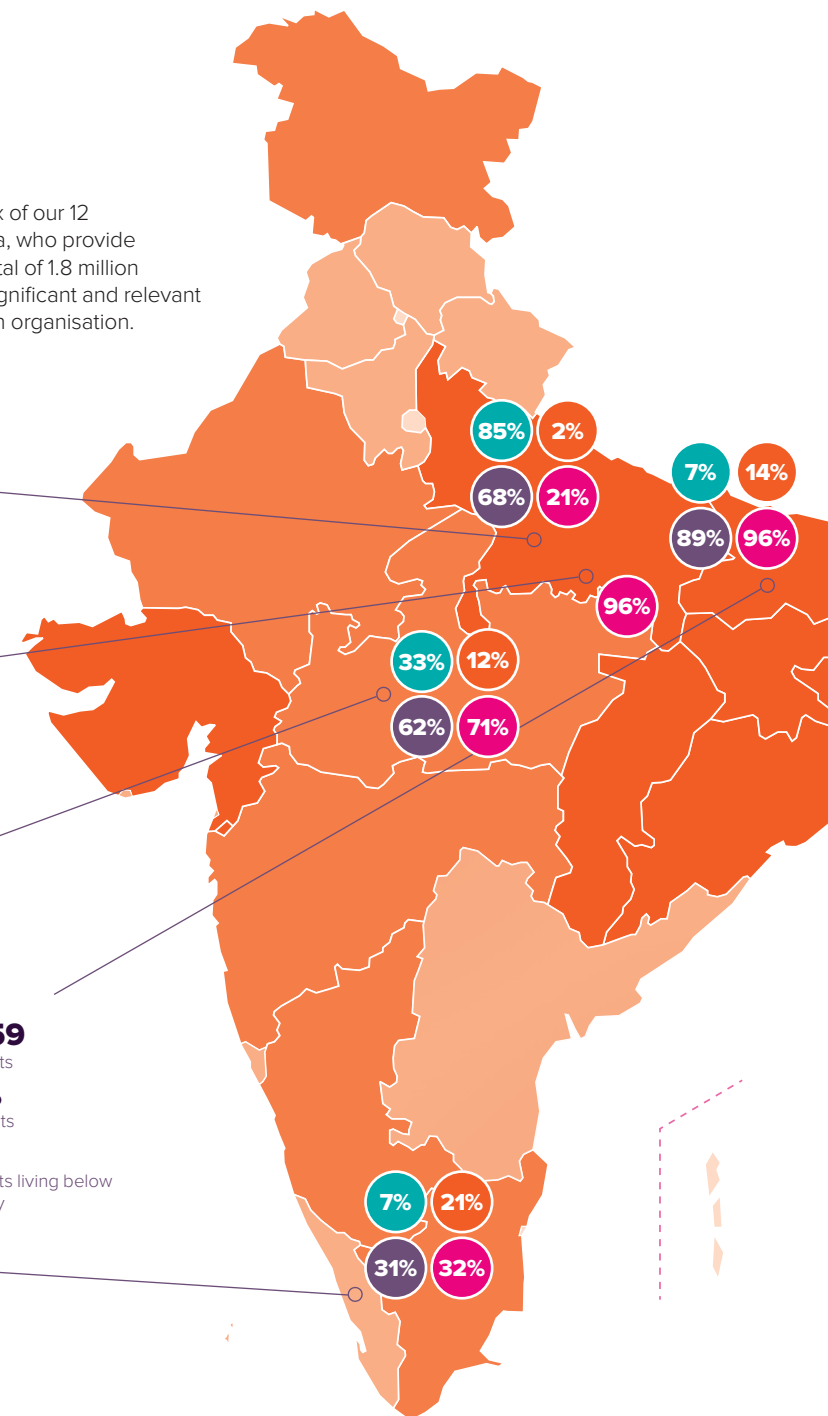 x of our 12
a, who provide
tal of 1.8 million
gnificant and relevant
n organisation.
85% 2%
7% 14%
68% 21%
89% 96%
96%
33% 12%
62% 71%
59
ts
ts
ts living below
y
7% 21%
31% 32%